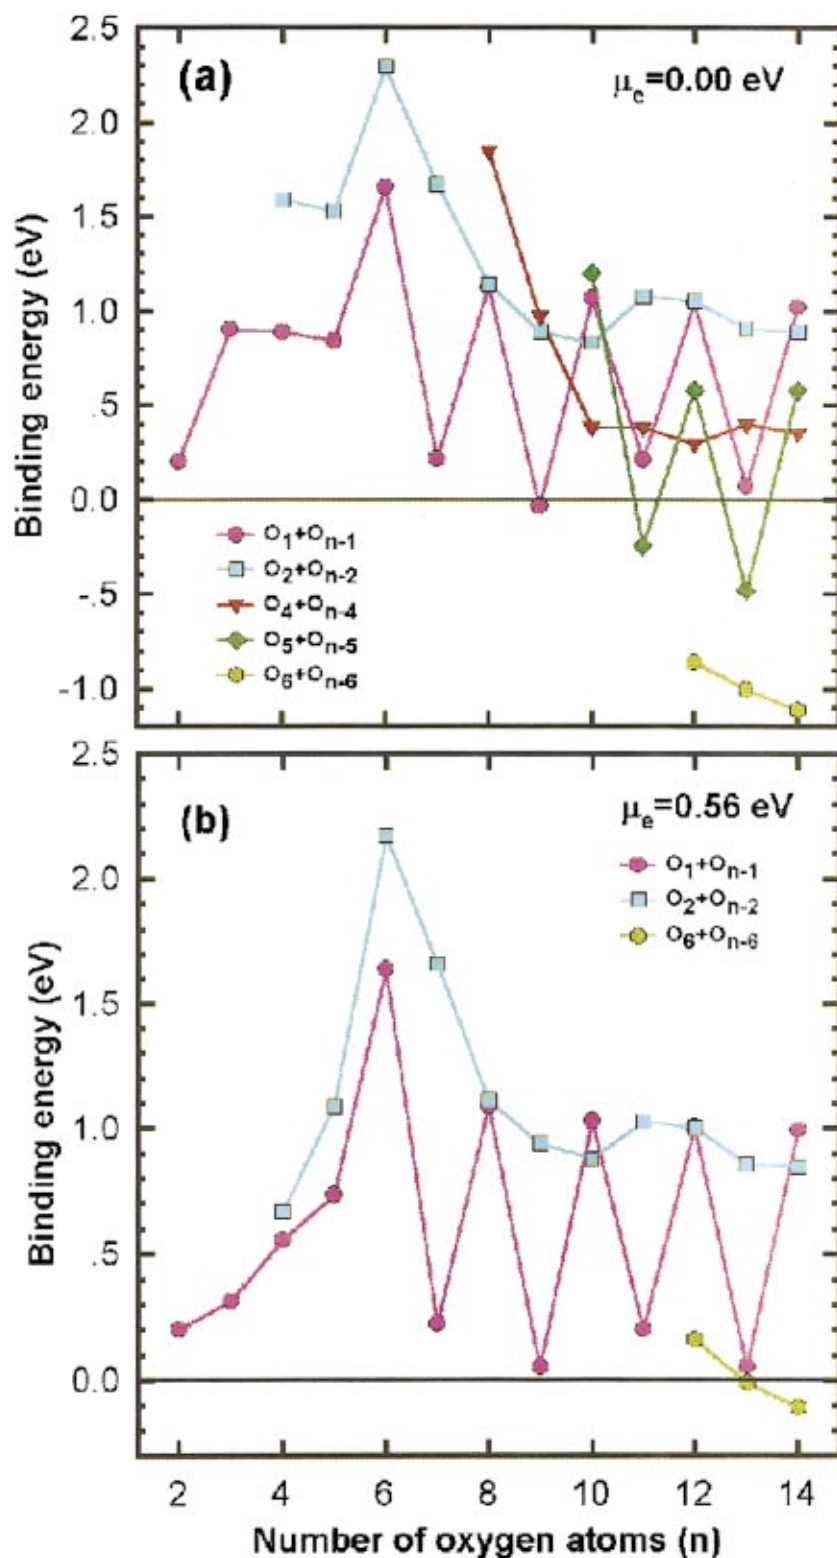 (a)
μe=0.00 eV
2.5
2.0
1.5
1.0
.5
0.0
-.5
-1.0
Binding energy (eV)
O1+On-1
O2+On-2
O4+On-4
O5+On-5
O6+On-6
(b)
μe=0.56 eV
2.5
2.0
1.5
1.0
.5
0.0
Binding energy (eV)
O1+On-1
O2+On-2
O6+On-6
2 4 6 8 10 12 14
Number of oxygen atoms (n)